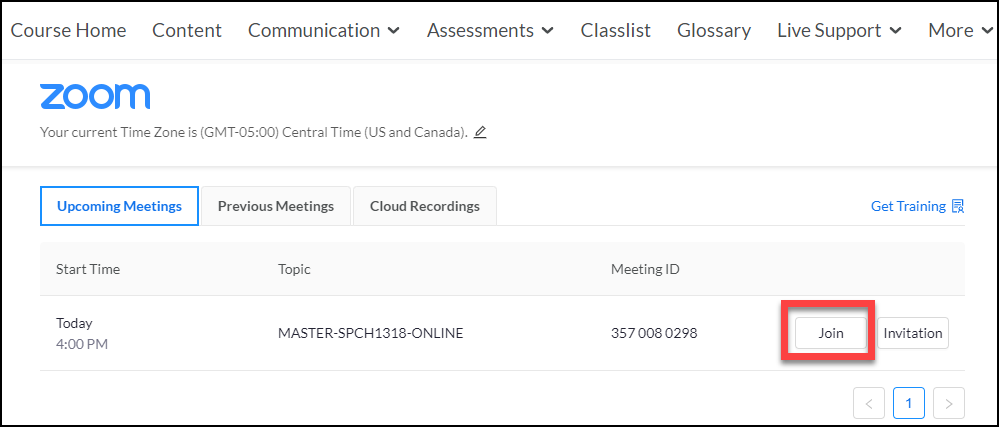 Course Home Content Communication Assessments Classlist Glossary Live Support More
zoom
Your current Time Zone is (GMT-05:00) Central Time (US and Canada).
Upcoming Meetings Previous Meetings Cloud Recordings Get Training
Start Time Topic Meeting ID
Today
4:00 PM MASTER-SPCH1318-ONLINE 357 008 0298 Join Invitation
< 1 >